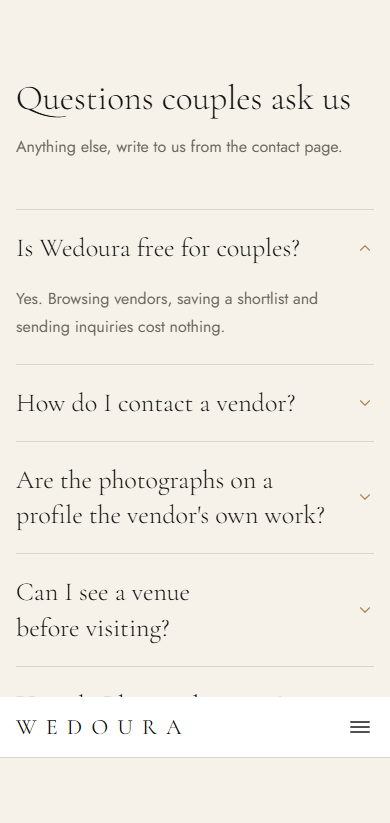 Questions couples ask us
Anything else, write to us from the contact page.
Is Wedoura free for couples?
Yes. Browsing vendors, saving a shortlist and
sending inquiries cost nothing.
How do I contact a vendor?
Are the photographs on a
profile the vendor's own work?
Can I see a venue
before visiting?
WEDOURA